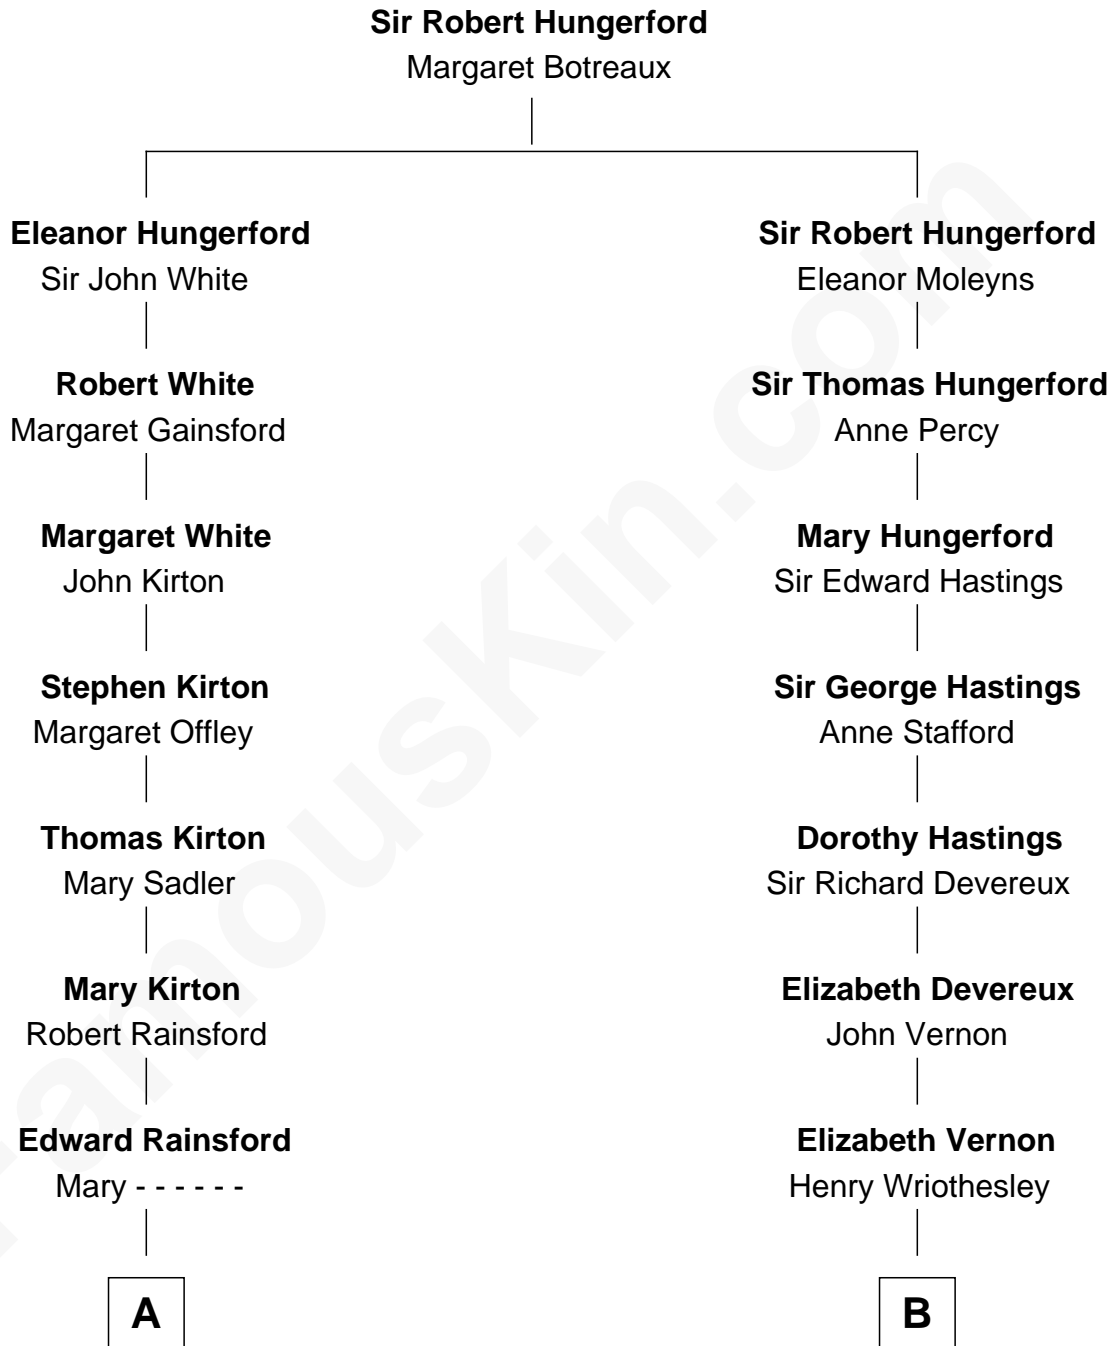 Sir Robert Hungerford
Margaret Botreaux
Eleanor Hungerford
Sir John White
Sir Robert Hungerford
Eleanor Moleyns
Robert White
Margaret Gainsford
Sir Thomas Hungerford
Anne Percy
Margaret White
John Kirton
Mary Hungerford
Sir Edward Hastings
Stephen Kirton
Margaret Offley
Sir George Hastings
Anne Stafford
Thomas Kirton
Mary Sadler
Dorothy Hastings
Sir Richard Devereux
Mary Kirton
Robert Rainsford
Elizabeth Devereux
John Vernon
Edward Rainsford
Mary - - - - - -
Elizabeth Vernon
Henry Wriothesley
A
B
FamousKin.com